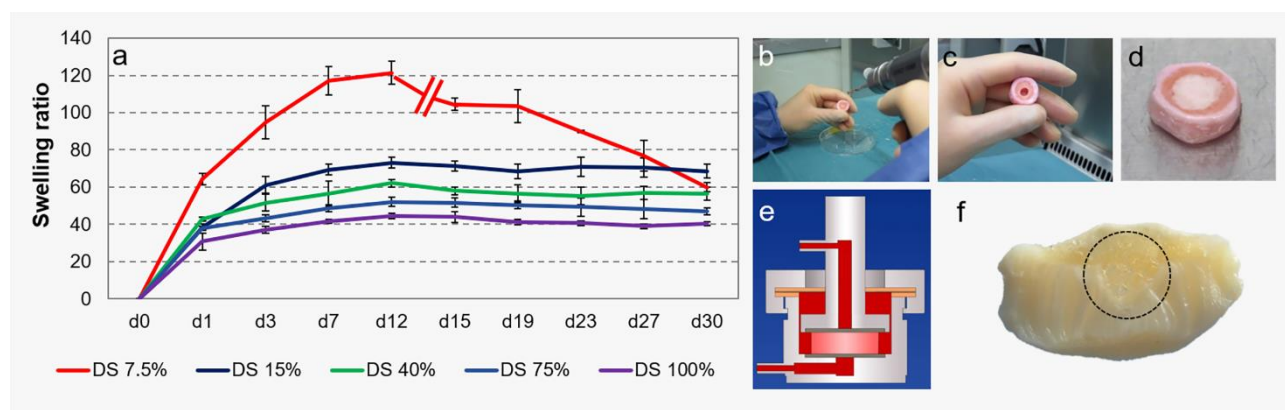 140
120
100
80
60
40
20
0
Swelling ratio
a
d0 d1 d3 d7 d12 d15 d19 d23 d27 d30
DS 7.5% DS 15% DS 40% DS 75% DS 100%
b
c
d
e
f